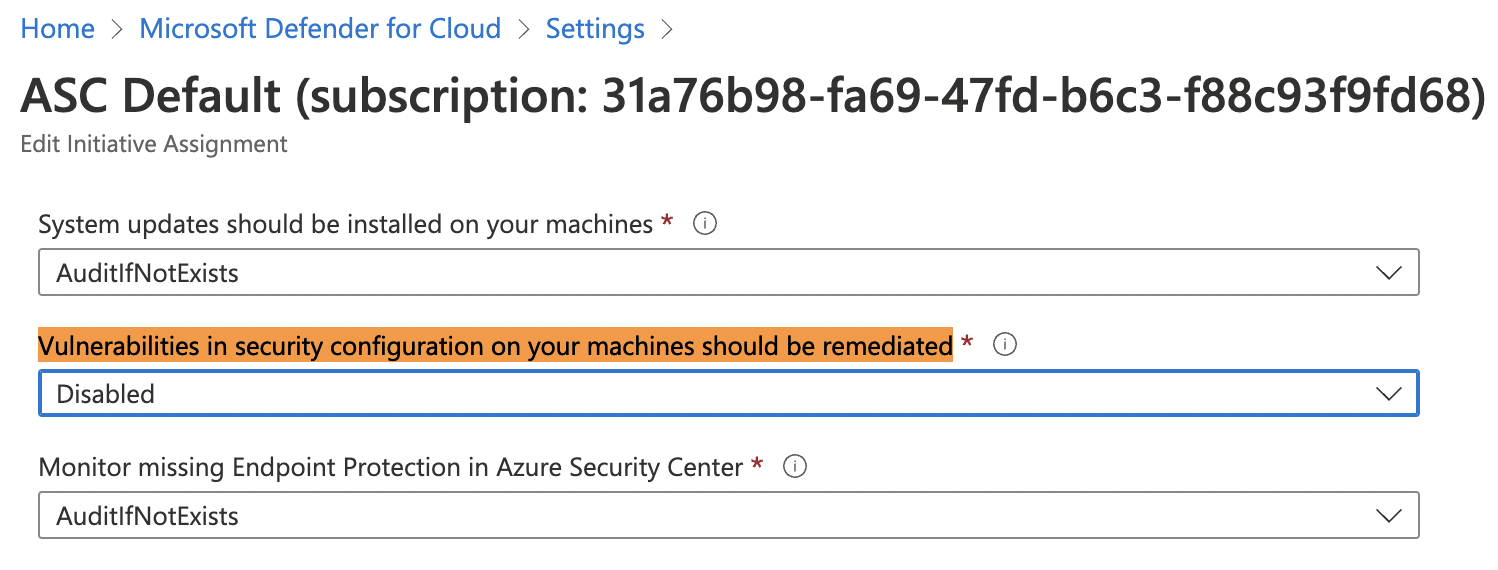 Home > Microsoft Defender for Cloud > Settings >
ASC Default (subscription: 31a76b98-fa69-47fd-b6c3-f88c93f9fd68)
Edit Initiative Assignment
System updates should be installed on your machines *
AuditIfNotExists
Vulnerabilities in security configuration on your machines should be remediated *
Disabled
Monitor missing Endpoint Protection in Azure Security Center *
AuditIfNotExists